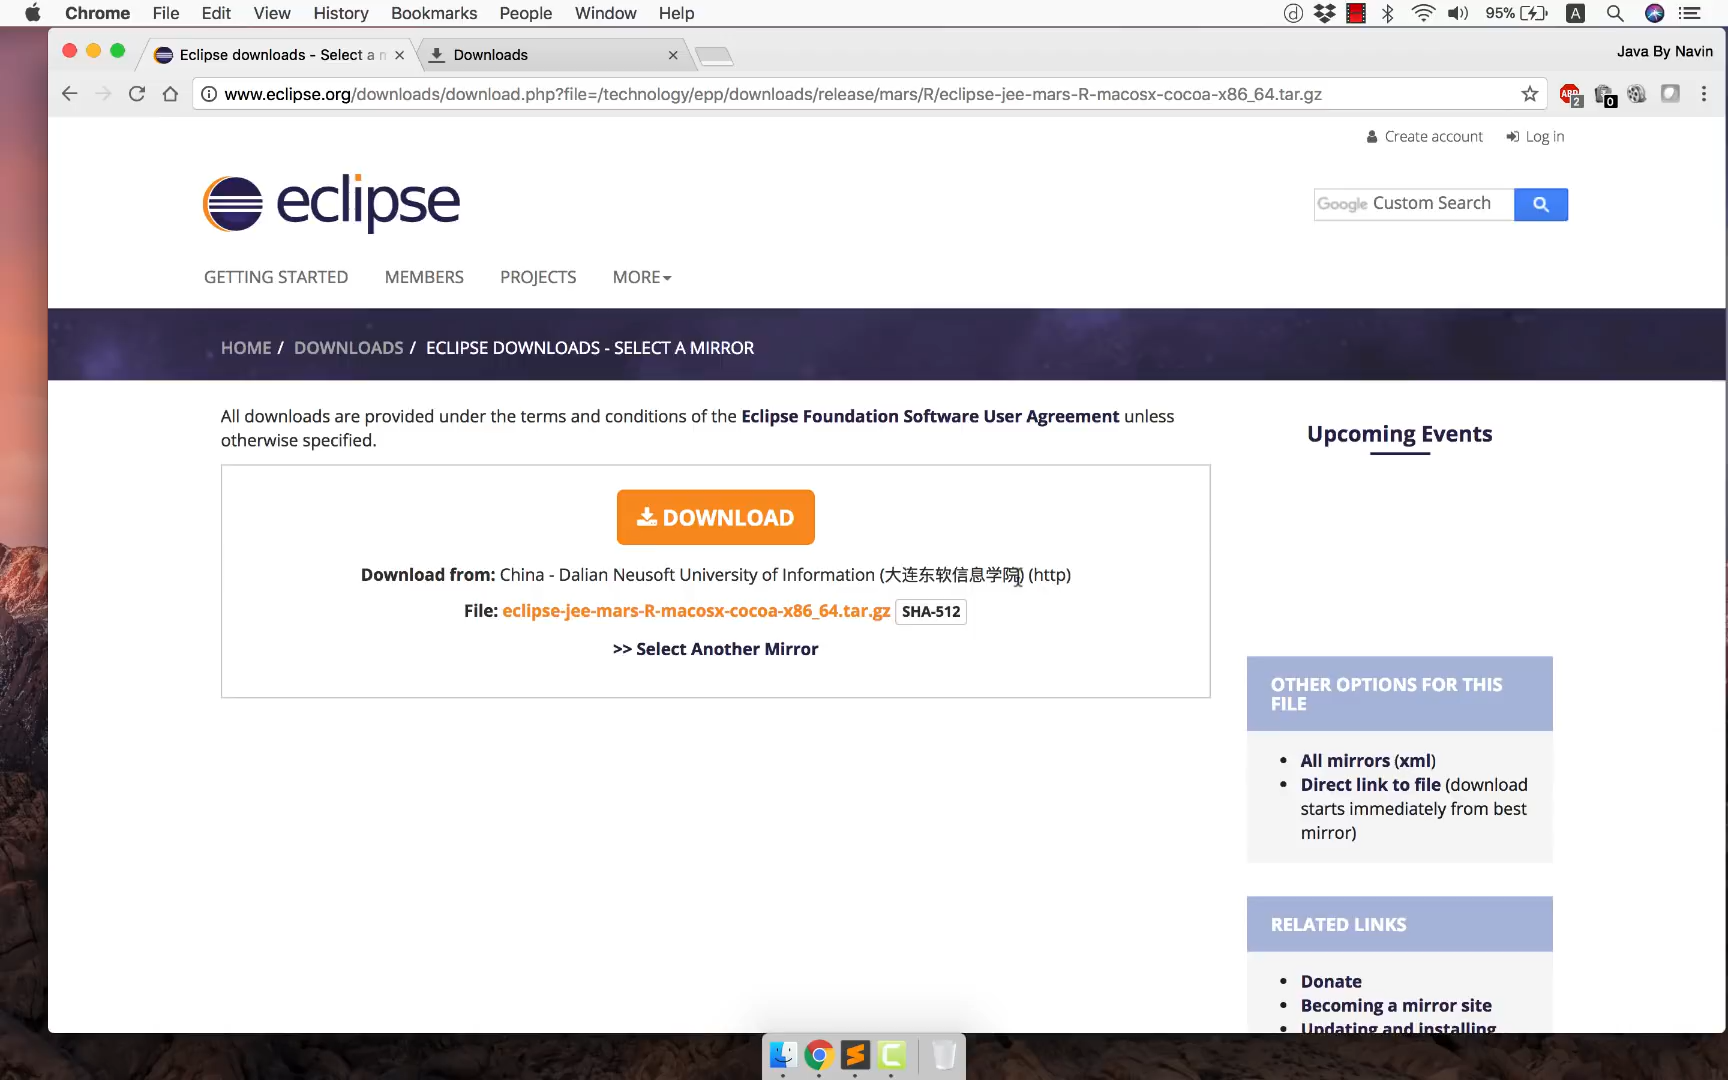 Chrome File Edit View History Bookmarks People Window Help 95% A
Eclipse downloads - Select a Downloads Java By Navin
www.eclipse.org/downloads/download.php?file=/technology/epp/downloads/release/mars/R/eclipse-jee-mars-R-macosx-cocoa-x86_64.tar.gz ABP 2 0
Create account Log in
eclipse
Google Custom Search
GETTING STARTED MEMBERS PROJECTS MORE
HOME / DOWNLOADS / ECLIPSE DOWNLOADS - SELECT A MIRROR
All downloads are provided under the terms and conditions of the Eclipse Foundation Software User Agreement unless
otherwise specified.
DOWNLOAD
Download from: China - Dalian Neusoft University of Information (大连东软信息学院) (http)
File: eclipse-jee-mars-R-macosx-cocoa-x86_64.tar.gz SHA-512
>> Select Another Mirror
Upcoming Events
OTHER OPTIONS FOR THIS
FILE
All mirrors (xml)
Direct link to file (download
starts immediately from best
mirror)
RELATED LINKS
Donate
Becoming a mirror site
Updating and installing